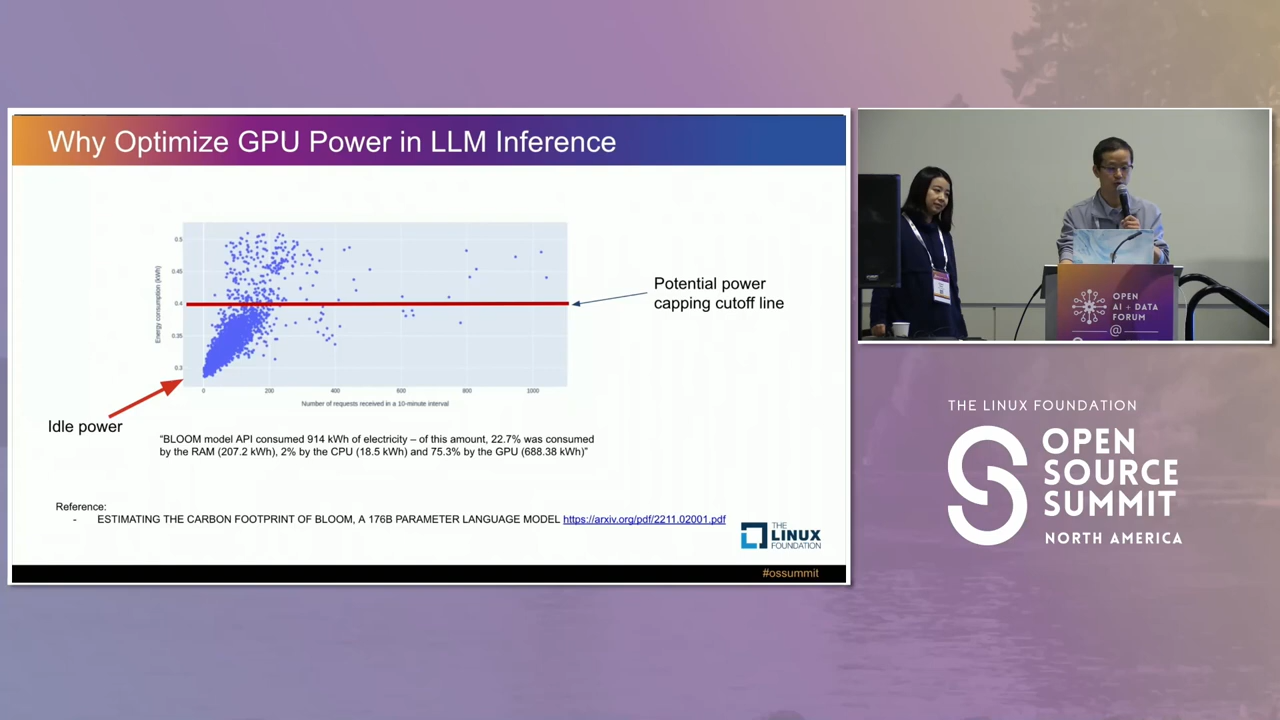 Why Optimize GPU Power in LLM Inference
0.5
0.45
0.4
0.35
0.3
Energy consumption (kWh)
0
200
400
600
800
1000
Number of requests received in a 10-minute interval
Potential power
capping cutoff line
Idle power
"BLOOM model API consumed 914 kWh of electricity – of this amount, 22.7% was consumed
by the RAM (207.2 kWh), 2% by the CPU (18.5 kWh) and 75.3% by the GPU (688.38 kWh)"
Reference:
- ESTIMATING THE CARBON FOOTPRINT OF BLOOM, A 176B PARAMETER LANGUAGE MODEL https://arxiv.org/pdf/2211.02001.pdf
THE
LINUX
FOUNDATION
#ossummit
OPEN
AI + DATA
FORUM
@
THE LINUX FOUNDATION
OPEN
SOURCE
SUMMIT
NORTH AMERICA